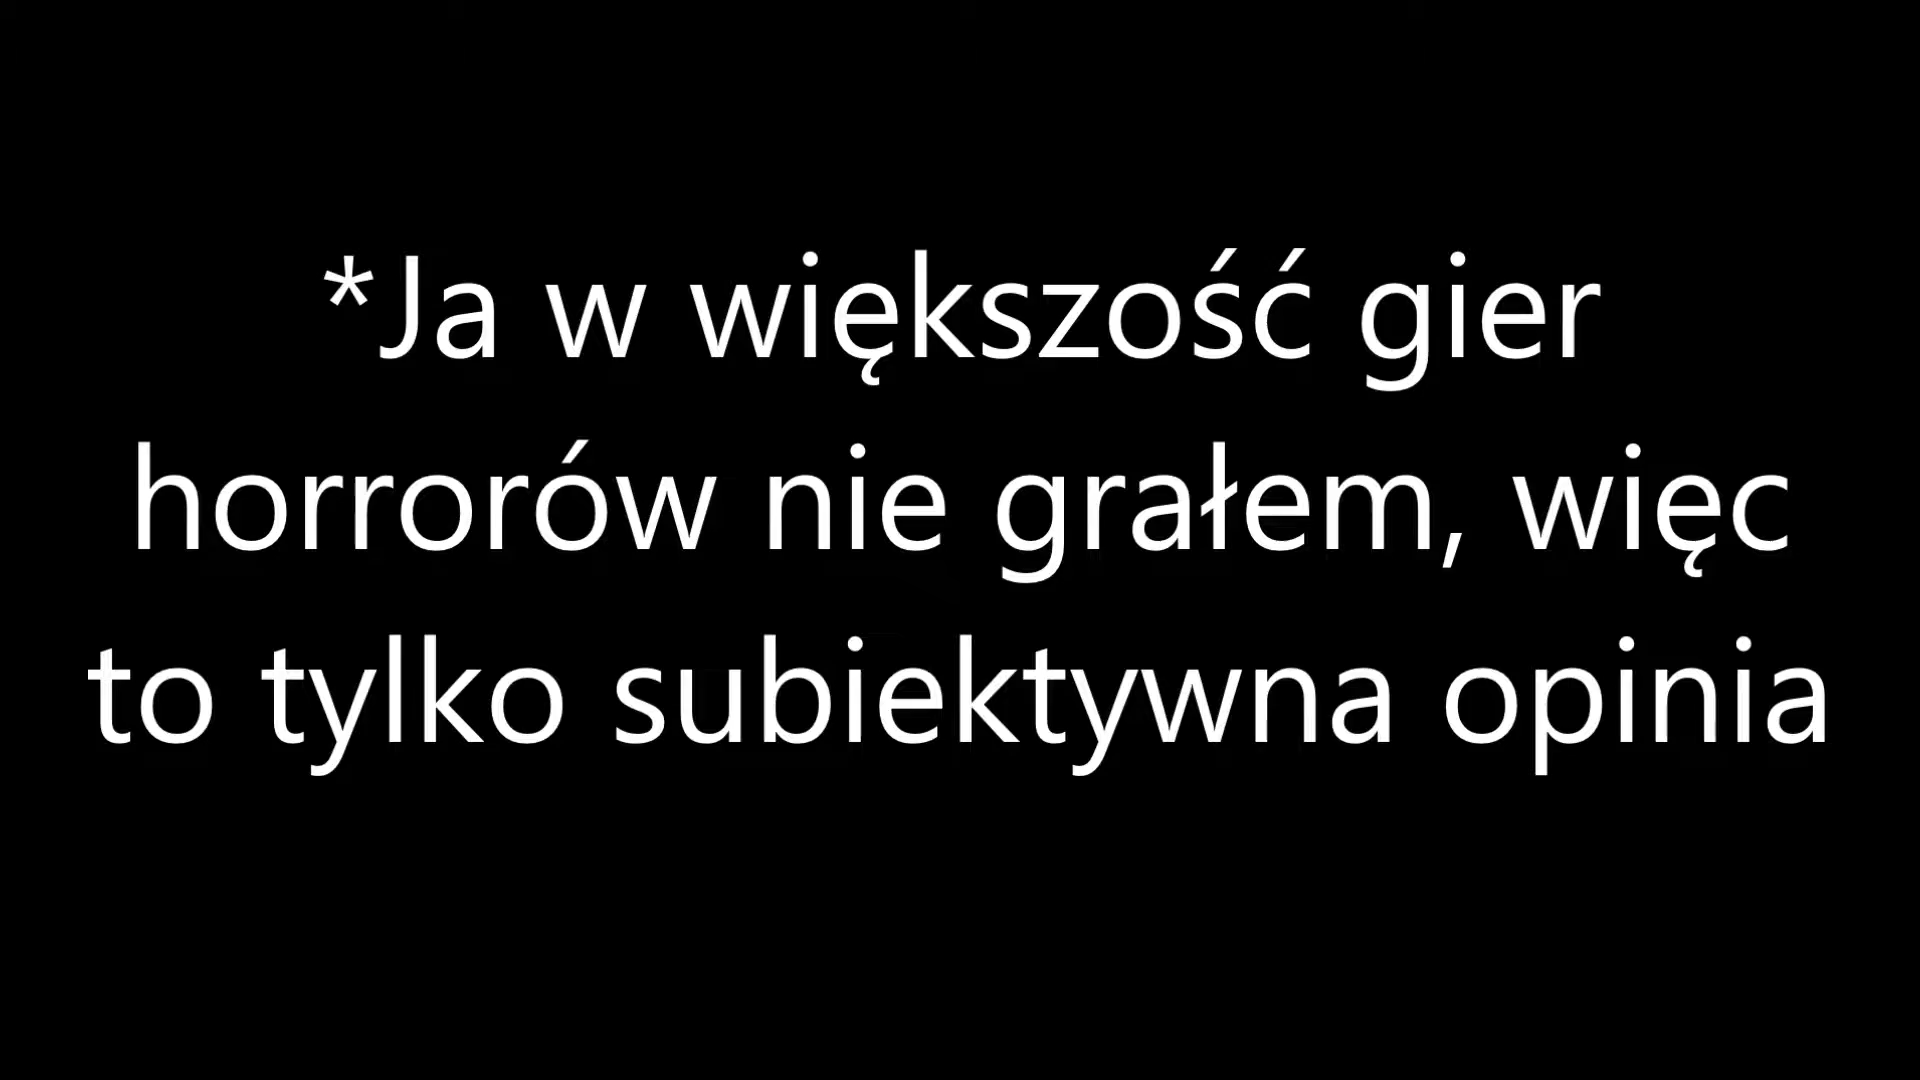 *Ja w większość gier
horrorów nie grałem, więc
to tylko subiektywna opinia